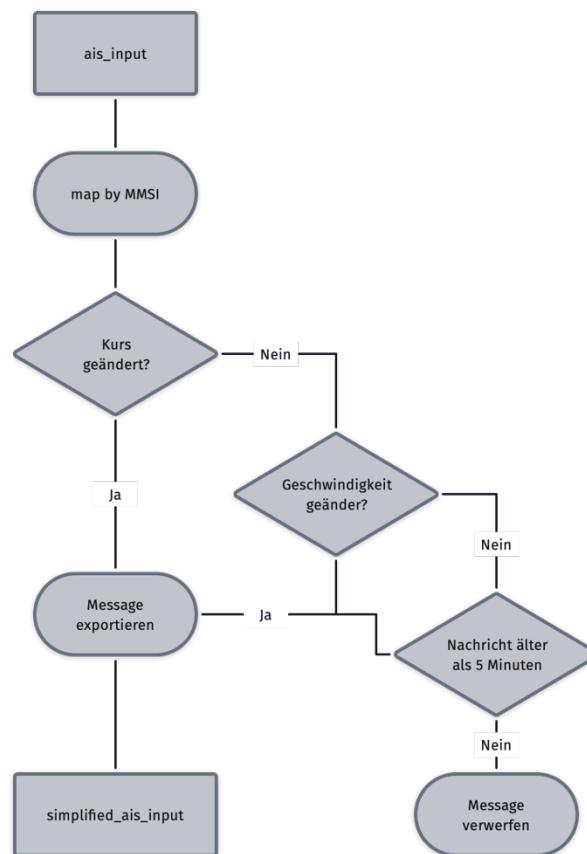 ais_input
map by MMSI
Kurs
geändert?
Nein
Geschwindigkeit
geänder?
Ja
Nein
Message
exportieren
Ja
Nachricht älter
als 5 Minuten
Nein
simplified_ais_input
Message
verwerfen